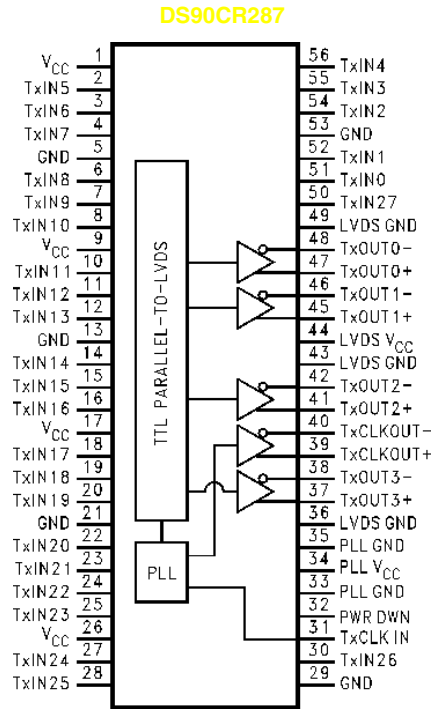 DS90CR287
VCC 1 56 TxIN4
TxIN5 2 55 TxIN3
TxIN6 3 54 TxIN2
TxIN7 4 53 GND
GND 5 52 TxIN1
TxIN8 6 51 TxIN0
TxIN9 7 50 TxIN27
TxIN10 8 49 LVDS GND
VCC 9 48 TxOUT0-
TxIN11 10 47 TxOUT0+
TxIN12 11 46 TxOUT1-
TxIN13 12 45 TxOUT1+
GND 13 44 LVDS VCC
TxIN14 14 43 LVDS GND
TxIN15 15 42 TxOUT2-
TxIN16 16 41 TxOUT2+
VCC 17 40 TxCLKOUT-
TxIN17 18 39 TxCLKOUT+
TxIN18 19 38 TxOUT3-
TxIN19 20 37 TxOUT3+
GND 21 36 LVDS GND
TxIN20 22 35 PLL GND
TxIN21 23 34 PLL VCC
TxIN22 24 33 PLL GND
TxIN23 25 32 PWR DWN
VCC 26 31 TxCLK IN
TxIN24 27 30 TxIN26
TxIN25 28 29 GND
TTL PARALLEL-TO-LVDS
PLL